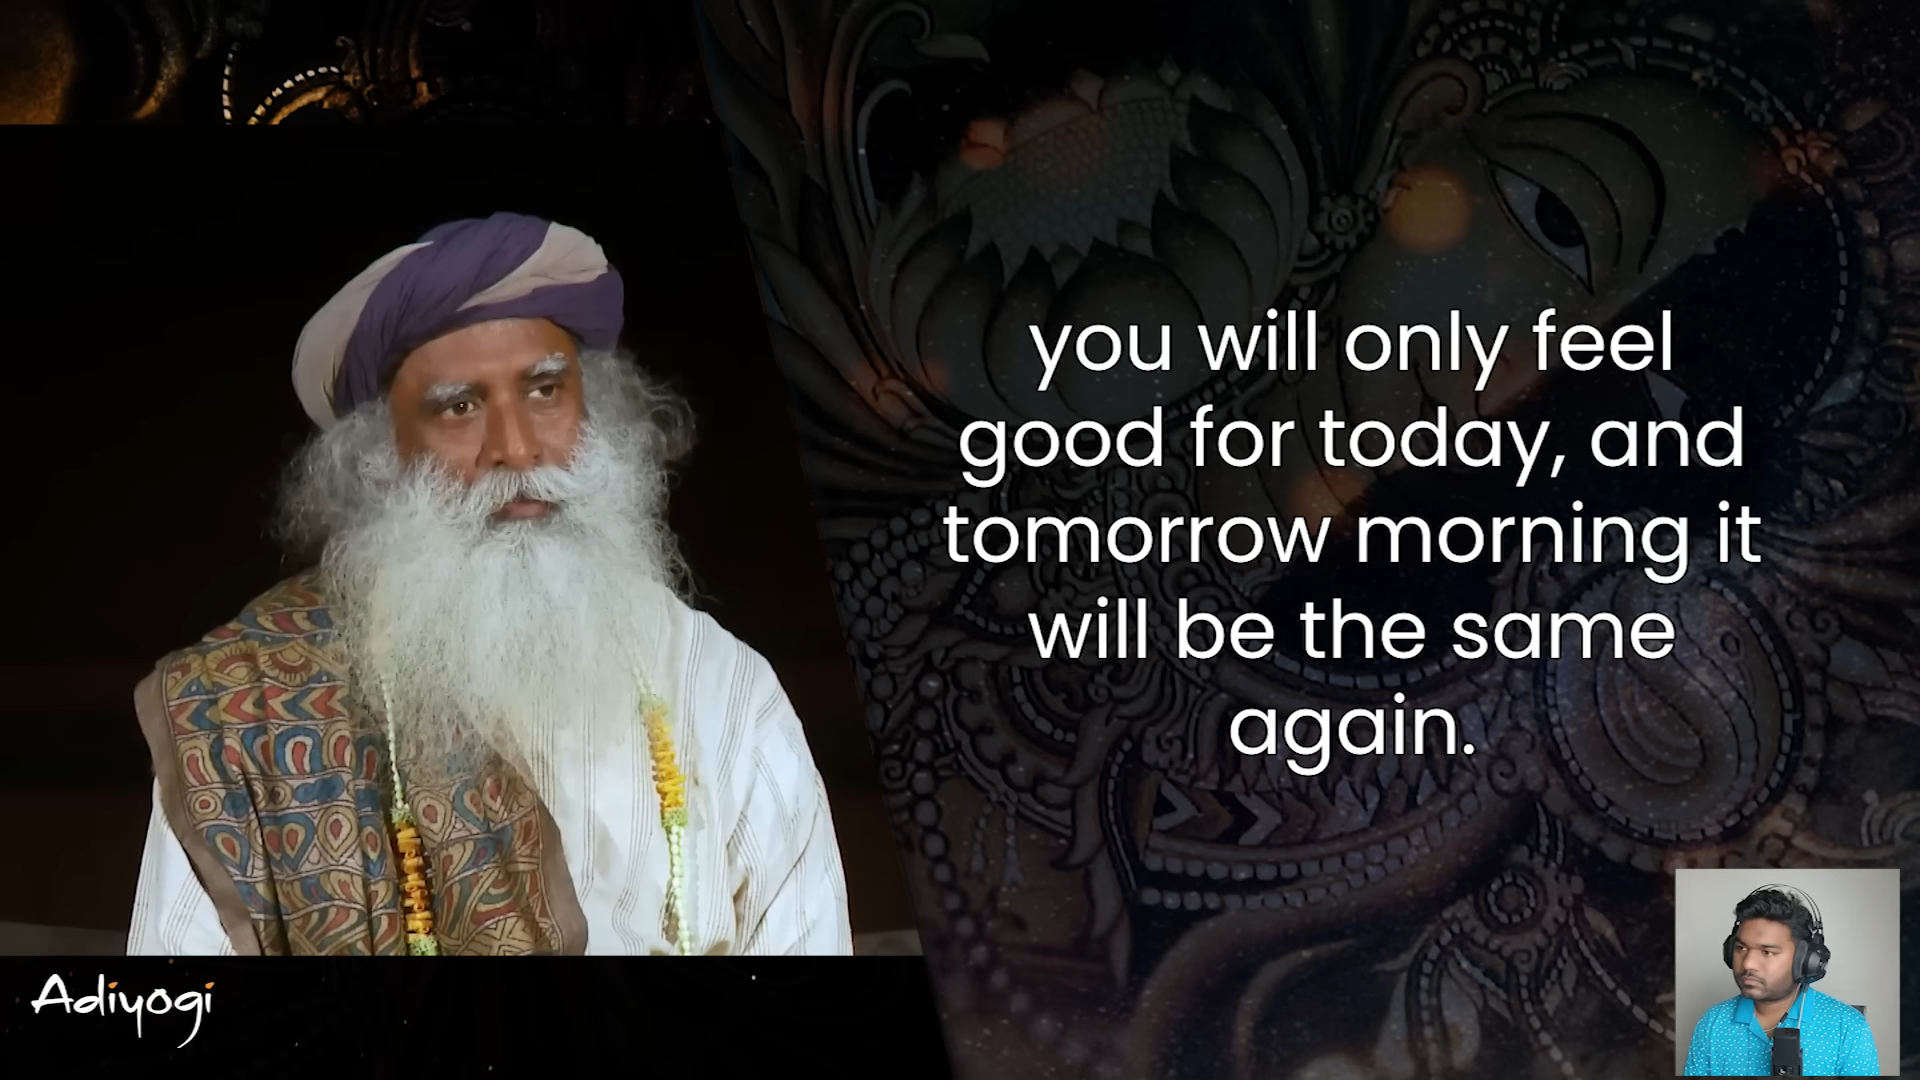 you will only feel
good for today, and
tomorrow morning it
will be the same
again.
Adiyogi